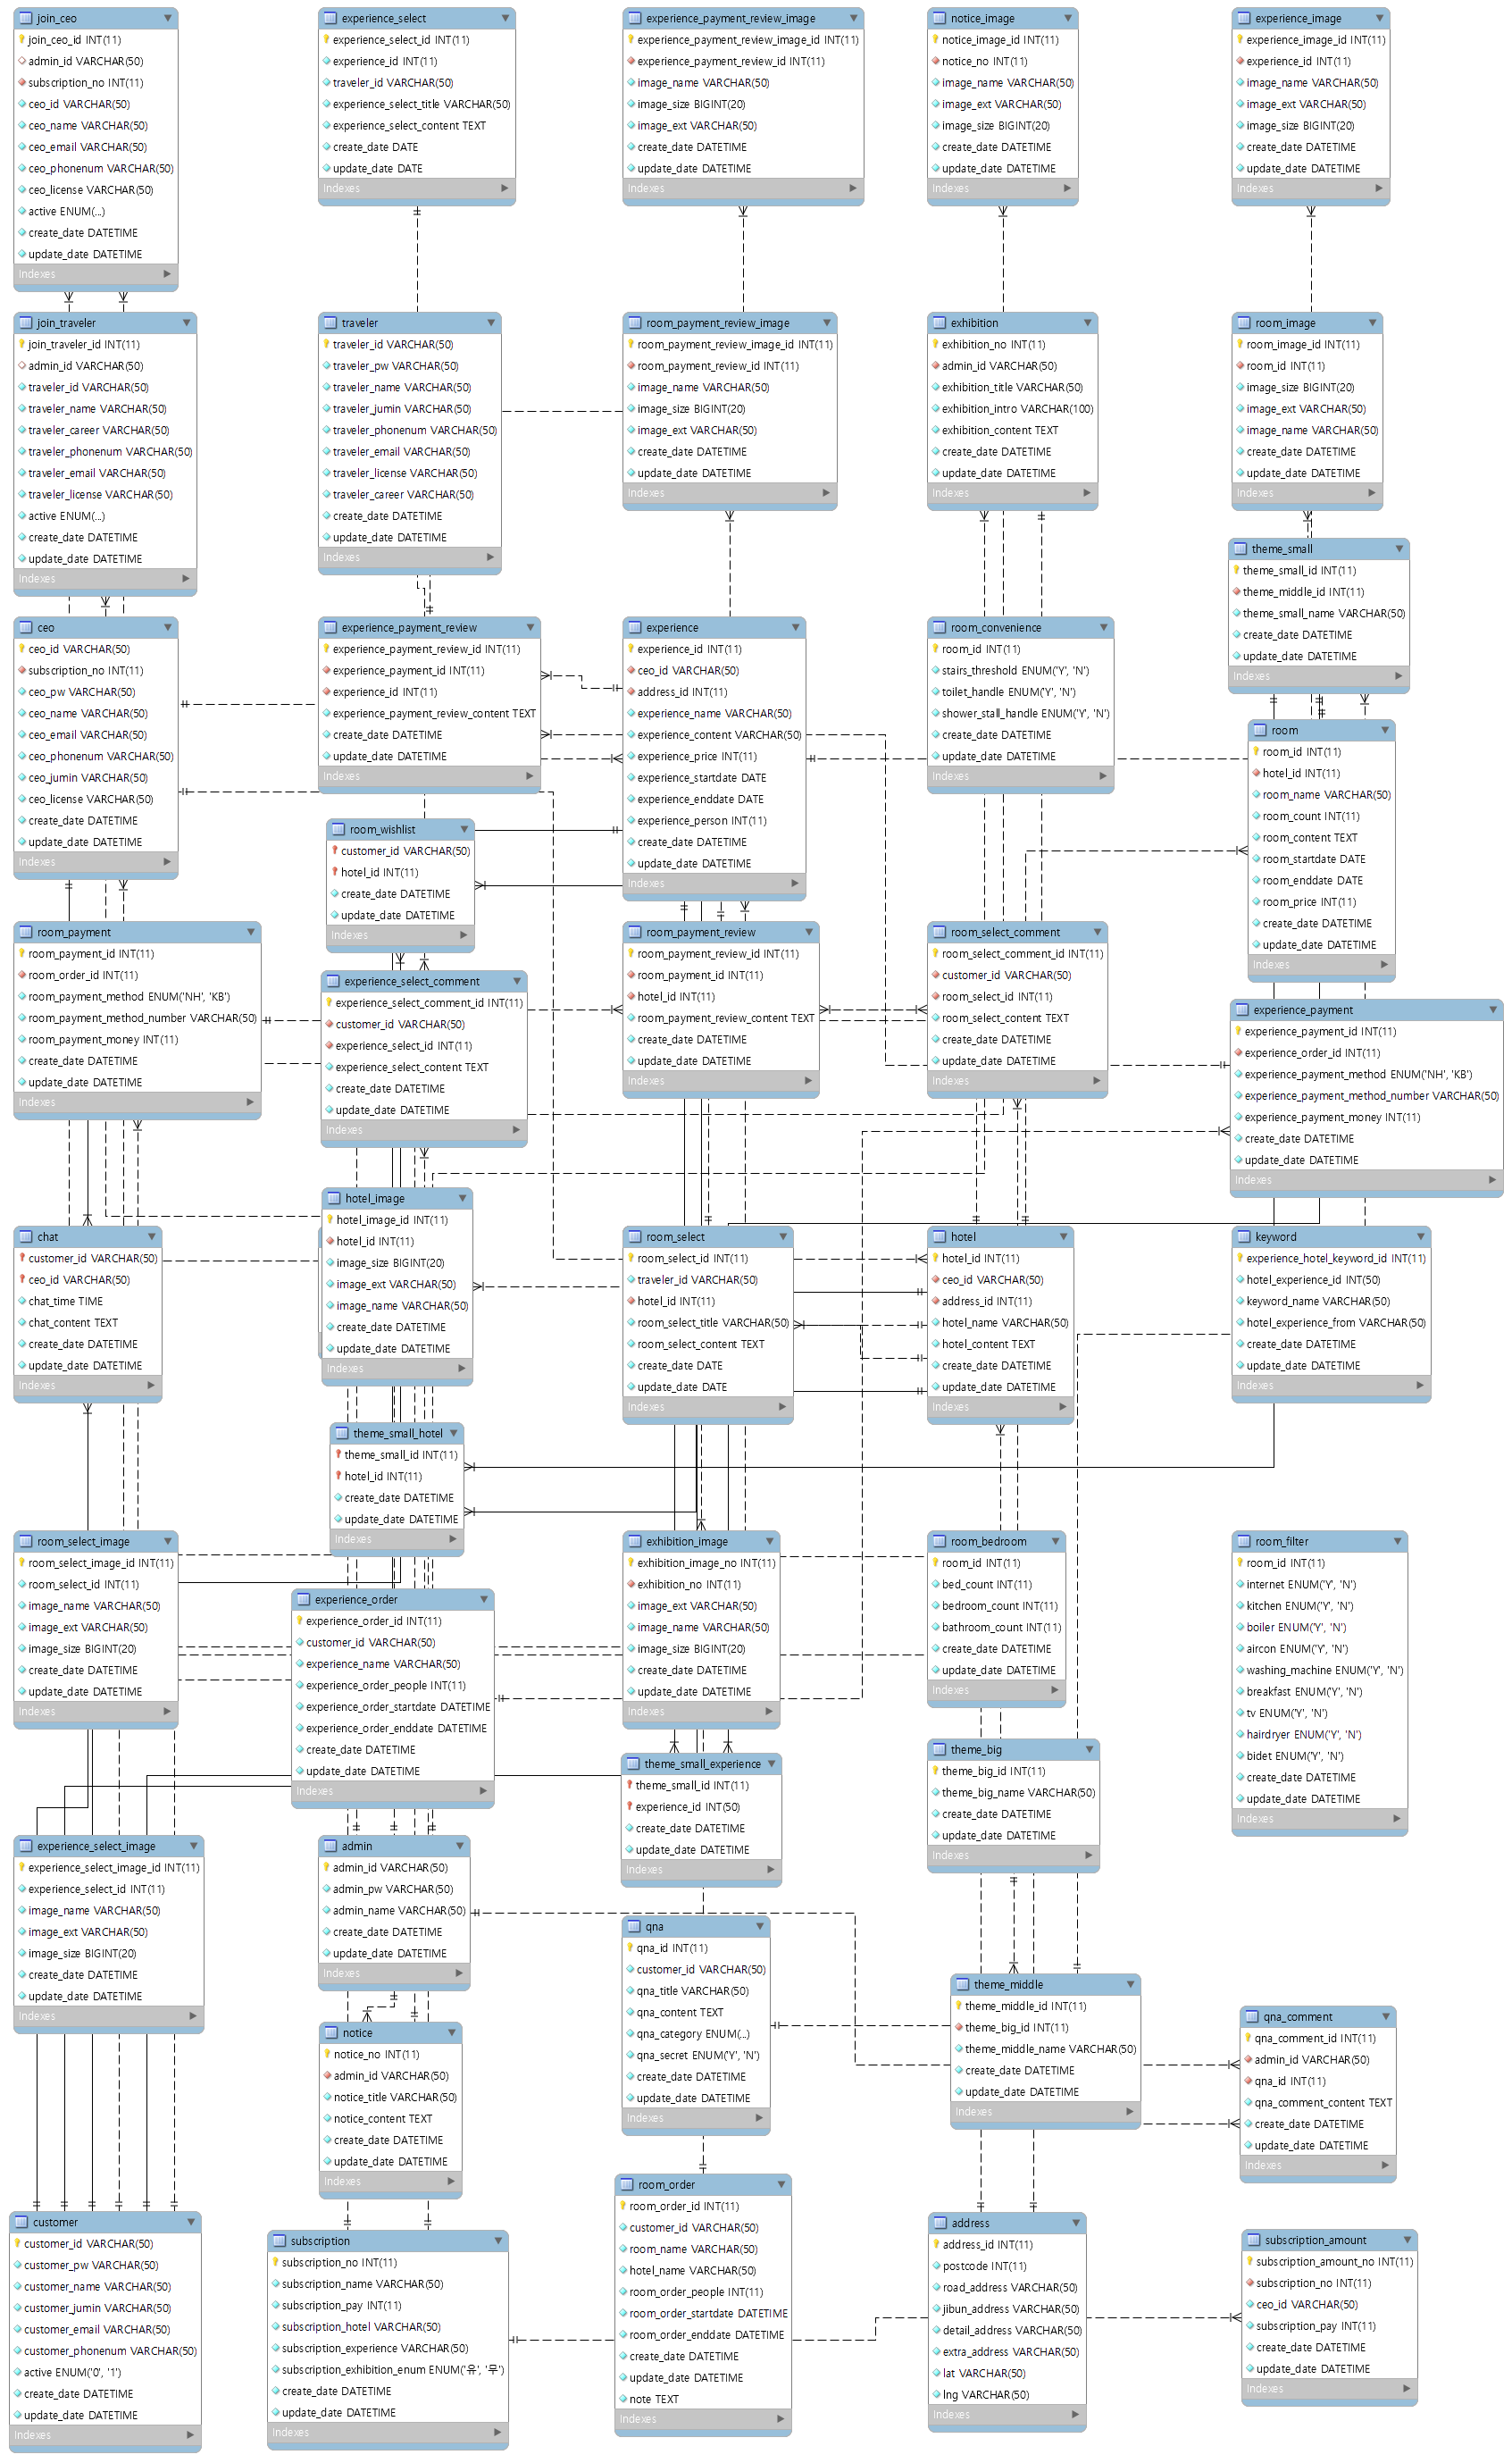 join_ceo
join_ceo_id INT(11)
admin_id VARCHAR(50)
subscription_no INT(11)
ceo_id VARCHAR(50)
ceo_name VARCHAR(50)
ceo_email VARCHAR(50)
ceo_phonenum VARCHAR(50)
ceo_license VARCHAR(50)
active ENUM(...)
create_date DATETIME
update_date DATETIME
Indexes
experience_select
experience_select_id INT(11)
experience_id INT(11)
traveler_id VARCHAR(50)
experience_select_title VARCHAR(50)
experience_select_content TEXT
create_date DATE
update_date DATE
Indexes
experience_payment_review_image
experience_payment_review_image_id INT(11)
experience_payment_review_id INT(11)
image_name VARCHAR(50)
image_size BIGINT(20)
image_ext VARCHAR(50)
create_date DATETIME
update_date DATETIME
Indexes
notice_image
notice_image_id INT(11)
notice_no INT(11)
image_name VARCHAR(50)
image_ext VARCHAR(50)
image_size BIGINT(20)
create_date DATETIME
update_date DATETIME
Indexes
experience_image
experience_image_id INT(11)
experience_id INT(11)
image_name VARCHAR(50)
image_ext VARCHAR(50)
image_size BIGINT(20)
create_date DATETIME
update_date DATETIME
Indexes
join_traveler
join_traveler_id INT(11)
admin_id VARCHAR(50)
traveler_id VARCHAR(50)
traveler_name VARCHAR(50)
traveler_career VARCHAR(50)
traveler_phonenum VARCHAR(50)
traveler_email VARCHAR(50)
traveler_license VARCHAR(50)
active ENUM(...)
create_date DATETIME
update_date DATETIME
Indexes
traveler
traveler_id VARCHAR(50)
traveler_pw VARCHAR(50)
traveler_name VARCHAR(50)
traveler_jumin VARCHAR(50)
traveler_phonenum VARCHAR(50)
traveler_email VARCHAR(50)
traveler_license VARCHAR(50)
traveler_career VARCHAR(50)
create_date DATETIME
update_date DATETIME
Indexes
room_payment_review_image
room_payment_review_image_id INT(11)
room_payment_review_id INT(11)
image_name VARCHAR(50)
image_size BIGINT(20)
image_ext VARCHAR(50)
create_date DATETIME
update_date DATETIME
Indexes
exhibition
exhibition_no INT(11)
admin_id VARCHAR(50)
exhibition_title VARCHAR(50)
exhibition_intro VARCHAR(100)
exhibition_content TEXT
create_date DATETIME
update_date DATETIME
Indexes
room_image
room_image_id INT(11)
room_id INT(11)
image_size BIGINT(20)
image_ext VARCHAR(50)
image_name VARCHAR(50)
create_date DATETIME
update_date DATETIME
Indexes
theme_small
theme_small_id INT(11)
theme_middle_id INT(11)
theme_small_name VARCHAR(50)
create_date DATETIME
update_date DATETIME
Indexes
ceo
ceo_id VARCHAR(50)
subscription_no INT(11)
ceo_pw VARCHAR(50)
ceo_name VARCHAR(50)
ceo_email VARCHAR(50)
ceo_phonenum VARCHAR(50)
ceo_jumin VARCHAR(50)
ceo_license VARCHAR(50)
create_date DATETIME
update_date DATETIME
Indexes
experience_payment_review
experience_payment_review_id INT(11)
experience_payment_id INT(11)
experience_id INT(11)
experience_payment_review_content TEXT
create_date DATETIME
update_date DATETIME
Indexes
experience
experience_id INT(11)
ceo_id VARCHAR(50)
address_id INT(11)
experience_name VARCHAR(50)
experience_content VARCHAR(50)
experience_price INT(11)
experience_startdate DATE
experience_enddate DATE
experience_person INT(11)
create_date DATETIME
update_date DATETIME
Indexes
room_convenience
room_id INT(11)
stairs_threshold ENUM('Y', 'N')
toilet_handle ENUM('Y', 'N')
shower_stall_handle ENUM('Y', 'N')
create_date DATETIME
update_date DATETIME
Indexes
room
room_id INT(11)
hotel_id INT(11)
room_name VARCHAR(50)
room_count INT(11)
room_content TEXT
room_startdate DATE
room_enddate DATE
room_price INT(11)
create_date DATETIME
update_date DATETIME
Indexes
room_wishlist
customer_id VARCHAR(50)
hotel_id INT(11)
create_date DATETIME
update_date DATETIME
Indexes
room_payment
room_payment_id INT(11)
room_order_id INT(11)
room_payment_method ENUM('NH', 'KB')
room_payment_method_number VARCHAR(50)
room_payment_money INT(11)
create_date DATETIME
update_date DATETIME
Indexes
experience_select_comment
experience_select_comment_id INT(11)
customer_id VARCHAR(50)
experience_select_id INT(11)
experience_select_content TEXT
create_date DATETIME
update_date DATETIME
Indexes
room_payment_review
room_payment_review_id INT(11)
room_payment_id INT(11)
hotel_id INT(11)
room_payment_review_content TEXT
create_date DATETIME
update_date DATETIME
Indexes
room_select_comment
room_select_comment_id INT(11)
customer_id VARCHAR(50)
room_select_id INT(11)
room_select_content TEXT
create_date DATETIME
update_date DATETIME
Indexes
experience_payment
experience_payment_id INT(11)
experience_order_id INT(11)
experience_payment_method ENUM('NH', 'KB')
experience_payment_method_number VARCHAR(50)
experience_payment_money INT(11)
create_date DATETIME
update_date DATETIME
Indexes
chat
customer_id VARCHAR(50)
ceo_id VARCHAR(50)
chat_time TIME
chat_content TEXT
create_date DATETIME
update_date DATETIME
Indexes
hotel_image
hotel_image_id INT(11)
hotel_id INT(11)
image_size BIGINT(20)
image_ext VARCHAR(50)
image_name VARCHAR(50)
create_date DATETIME
update_date DATETIME
Indexes
room_select
room_select_id INT(11)
traveler_id VARCHAR(50)
hotel_id INT(11)
room_select_title VARCHAR(50)
room_select_content TEXT
create_date DATE
update_date DATE
Indexes
hotel
hotel_id INT(11)
ceo_id VARCHAR(50)
address_id INT(11)
hotel_name VARCHAR(50)
hotel_content TEXT
create_date DATETIME
update_date DATETIME
Indexes
keyword
experience_hotel_keyword_id INT(11)
hotel_experience_id INT(50)
keyword_name VARCHAR(50)
hotel_experience_from VARCHAR(50)
create_date DATETIME
update_date DATETIME
Indexes
theme_small_hotel
theme_small_id INT(11)
hotel_id INT(11)
create_date DATETIME
update_date DATETIME
Indexes
room_select_image
room_select_image_id INT(11)
room_select_id INT(11)
image_name VARCHAR(50)
image_ext VARCHAR(50)
image_size BIGINT(20)
create_date DATETIME
update_date DATETIME
Indexes
experience_order
experience_order_id INT(11)
customer_id VARCHAR(50)
experience_name VARCHAR(50)
experience_order_people INT(11)
experience_order_startdate DATETIME
experience_order_enddate DATETIME
create_date DATETIME
update_date DATETIME
Indexes
exhibition_image
exhibition_image_no INT(11)
exhibition_no INT(11)
image_ext VARCHAR(50)
image_name VARCHAR(50)
image_size BIGINT(20)
create_date DATETIME
update_date DATETIME
Indexes
room_bedroom
room_id INT(11)
bed_count INT(11)
bedroom_count INT(11)
bathroom_count INT(11)
create_date DATETIME
update_date DATETIME
Indexes
room_filter
room_id INT(11)
internet ENUM('Y', 'N')
kitchen ENUM('Y', 'N')
boiler ENUM('Y', 'N')
aircon ENUM('Y', 'N')
washing_machine ENUM('Y', 'N')
breakfast ENUM('Y', 'N')
tv ENUM('Y', 'N')
hairdryer ENUM('Y', 'N')
bidet ENUM('Y', 'N')
create_date DATETIME
update_date DATETIME
Indexes
theme_small_experience
theme_small_id INT(11)
experience_id INT(50)
create_date DATETIME
update_date DATETIME
Indexes
theme_big
theme_big_id INT(11)
theme_big_name VARCHAR(50)
create_date DATETIME
update_date DATETIME
Indexes
experience_select_image
experience_select_image_id INT(11)
experience_select_id INT(11)
image_name VARCHAR(50)
image_ext VARCHAR(50)
image_size BIGINT(20)
create_date DATETIME
update_date DATETIME
Indexes
admin
admin_id VARCHAR(50)
admin_pw VARCHAR(50)
admin_name VARCHAR(50)
create_date DATETIME
update_date DATETIME
Indexes
qna
qna_id INT(11)
customer_id VARCHAR(50)
qna_title VARCHAR(50)
qna_content TEXT
qna_category ENUM(...)
qna_secret ENUM('Y', 'N')
create_date DATETIME
update_date DATETIME
Indexes
theme_middle
theme_middle_id INT(11)
theme_big_id INT(11)
theme_middle_name VARCHAR(50)
create_date DATETIME
update_date DATETIME
Indexes
qna_comment
qna_comment_id INT(11)
admin_id VARCHAR(50)
qna_id INT(11)
qna_comment_content TEXT
create_date DATETIME
update_date DATETIME
Indexes
notice
notice_no INT(11)
admin_id VARCHAR(50)
notice_title VARCHAR(50)
notice_content TEXT
create_date DATETIME
update_date DATETIME
Indexes
customer
customer_id VARCHAR(50)
customer_pw VARCHAR(50)
customer_name VARCHAR(50)
customer_jumin VARCHAR(50)
customer_email VARCHAR(50)
customer_phonenum VARCHAR(50)
active ENUM('0', '1')
create_date DATETIME
update_date DATETIME
Indexes
subscription
subscription_no INT(11)
subscription_name VARCHAR(50)
subscription_pay INT(11)
subscription_hotel VARCHAR(50)
subscription_experience VARCHAR(50)
subscription_exhibition_enum ENUM('유', '무')
create_date DATETIME
update_date DATETIME
Indexes
room_order
room_order_id INT(11)
customer_id VARCHAR(50)
room_name VARCHAR(50)
hotel_name VARCHAR(50)
room_order_people INT(11)
room_order_startdate DATETIME
room_order_enddate DATETIME
create_date DATETIME
update_date DATETIME
note TEXT
Indexes
address
address_id INT(11)
postcode INT(11)
road_address VARCHAR(50)
jibun_address VARCHAR(50)
detail_address VARCHAR(50)
extra_address VARCHAR(50)
lat VARCHAR(50)
lng VARCHAR(50)
Indexes
subscription_amount
subscription_amount_no INT(11)
subscription_no INT(11)
ceo_id VARCHAR(50)
subscription_pay INT(11)
create_date DATETIME
update_date DATETIME
Indexes